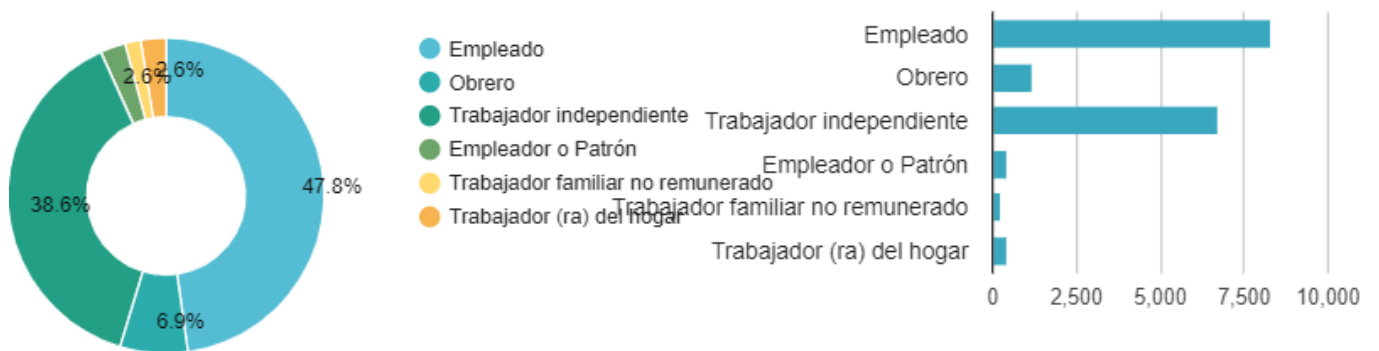 2.6%
2.6%
47.8%
38.6%
6.9%
Empleado
Obrero
Trabajador independiente
Empleador o Patrón
Trabajador familiar no remunerado
Trabajador (ra) del hogar
Empleado
Obrero
Trabajador independiente
Empleador o Patrón
Trabajador familiar no remunerado
Trabajador (ra) del hogar
0 2,500 5,000 7,500 10,000